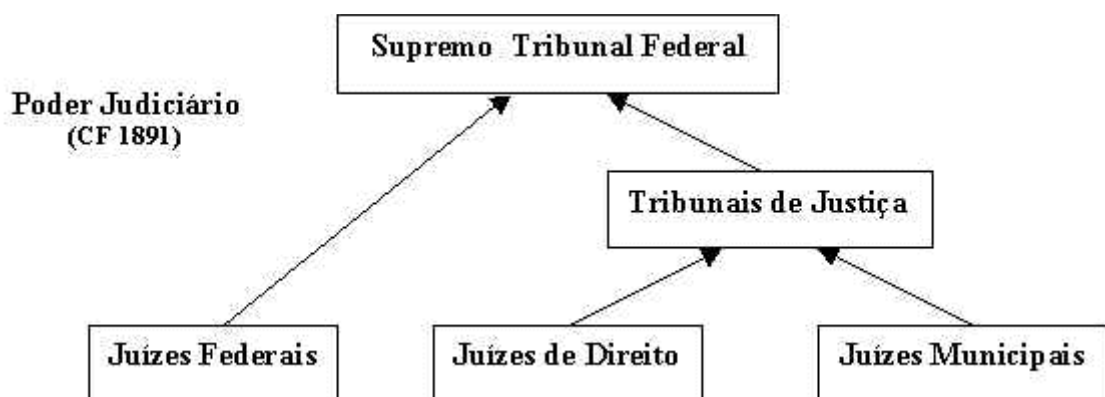 Supremo Tribunal Federal
Poder Judiciário
(CF 1891)
Tribunais de Justiça
Juízes Federais
Juízes de Direito
Juízes Municipais